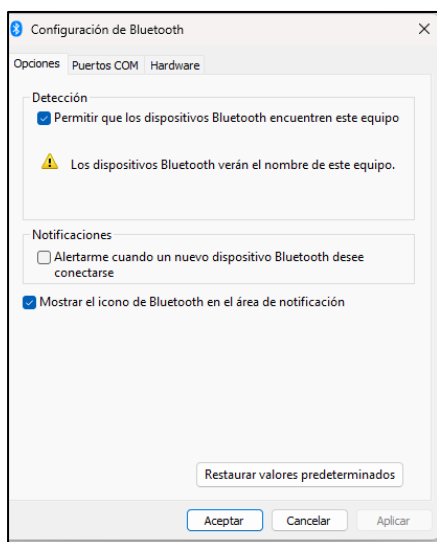 Configuración de Bluetooth
Opciones Puertos COM Hardware
Detección
Permitir que los dispositivos Bluetooth encuentren este equipo
Los dispositivos Bluetooth verán el nombre de este equipo.
Notificaciones
Alertarme cuando un nuevo dispositivo Bluetooth desee
conectarse
Mostrar el icono de Bluetooth en el área de notificación
Restaurar valores predeterminados
Aceptar Cancelar Aplicar